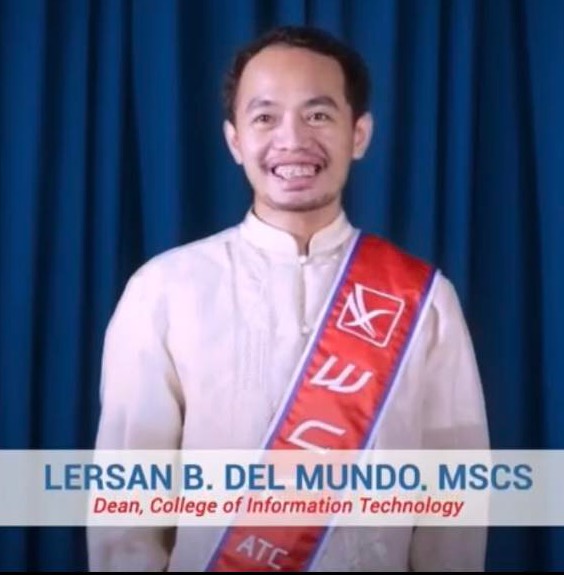 LERSAN B. DEL MUNDO. MSCS
Dean, College of Information Technology
ATC